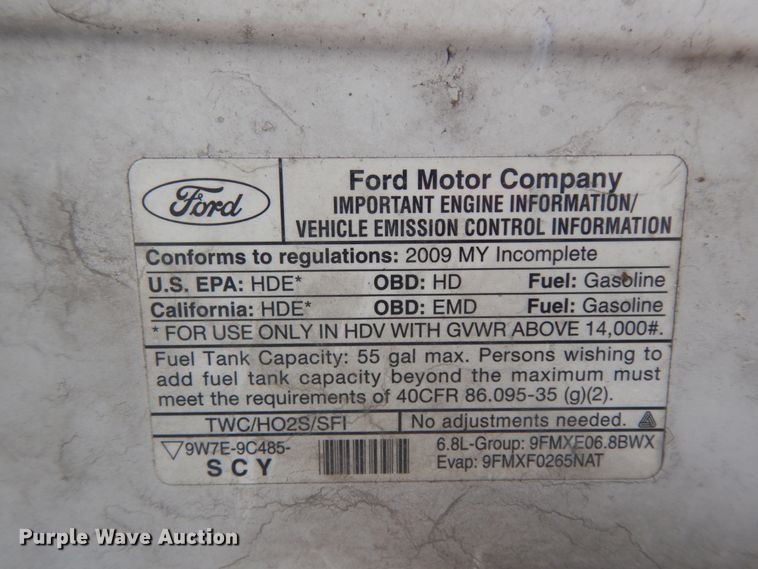 Ford
Ford Motor Company
IMPORTANT ENGINE INFORMATION/
VEHICLE EMISSION CONTROL INFORMATION
Conforms to regulations: 2009 MY Incomplete
U.S. EPA: HDE* OBD: HD Fuel: Gasoline
California: HDE* OBD: EMD Fuel: Gasoline
* FOR USE ONLY IN HDV WITH GVWR ABOVE 14,000#.
Fuel Tank Capacity: 55 gal max. Persons wishing to
add fuel tank capacity beyond the maximum must
meet the requirements of 40CFR 86.095-35 (g)(2).
TWC/HO2S/SFI No adjustments needed.
9W7E-9C485-
SCY
6.8L-Group: 9FMXE06.8BWX
Evap: 9FMXF0265NAT
Purple Wave Auction